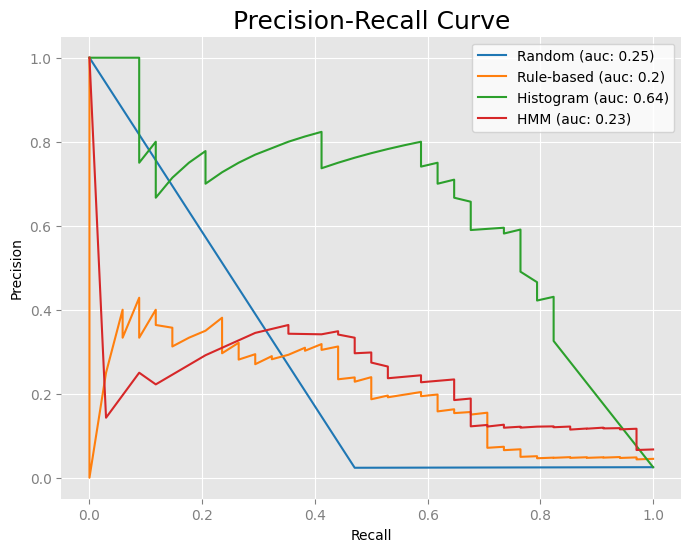 Precision-Recall Curve
Random (auc: 0.25)
Rule-based (auc: 0.2)
Histogram (auc: 0.64)
HMM (auc: 0.23)
1.0
0.8
0.6
0.4
0.2
0.0
Precision
0.0 0.2 0.4 0.6 0.8 1.0
Recall